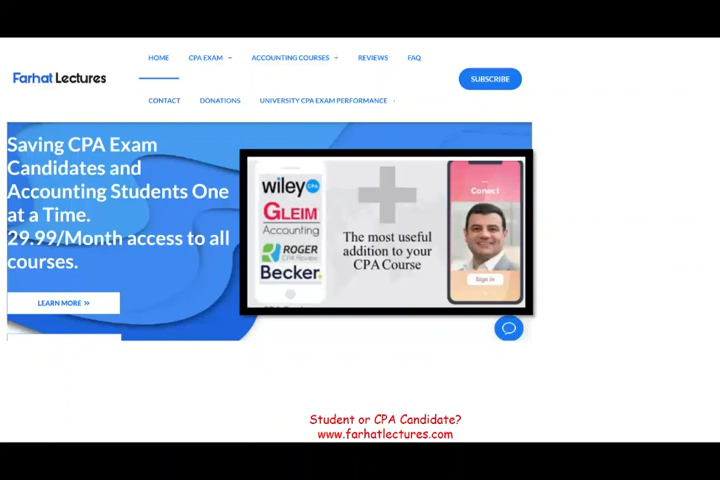 HOME
CPA EXAM
ACCOUNTING COURSES
REVIEWS
FAQ
Farhat Lectures
SUBSCRIBE
CONTACT
DONATIONS
UNIVERSITY CPA EXAM PERFORMANCE
Saving CPA Exam
Candidates and
Accounting Students One
at a Time.
29.99/Month access to all
courses.
LEARN MORE »
wiley CPA
GLEIM
Accounting
ROGER
CPA Review
Becker.
The most useful
addition to your
CPA Course
Conect
Sign in
Student or CPA Candidate?
www.farhatlectures.com